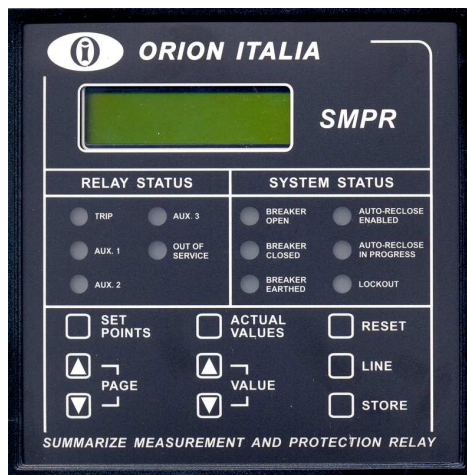 ORION ITALIA
SMPR
RELAY STATUS
TRIP
AUX. 1
AUX. 2
AUX. 3
OUT OF
SERVICE
SYSTEM STATUS
BREAKER
OPEN
BREAKER
CLOSED
BREAKER
EARTHED
AUTO-RECLOSE
ENABLED
AUTO-RECLOSE
IN PROGRESS
LOCKOUT
SET
POINTS
ACTUAL
VALUES
RESET
PAGE
VALUE
LINE
STORE
SUMMARIZE MEASUREMENT AND PROTECTION RELAY